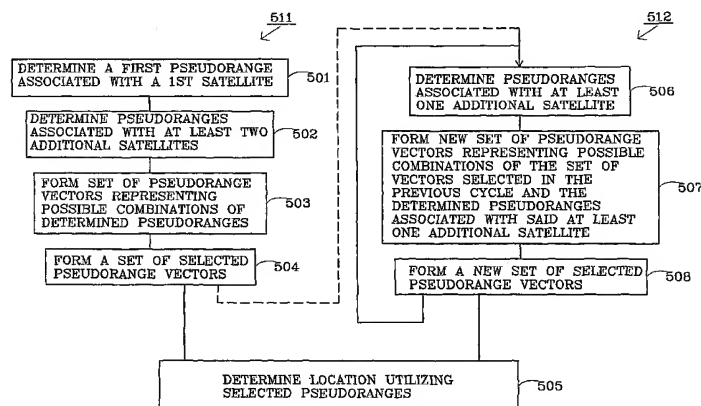 511
DETERMINE A FIRST PSEUDORANGE
ASSOCIATED WITH A 1ST SATELLITE
501
DETERMINE PSEUDORANGES
ASSOCIATED WITH AT LEAST TWO
ADDITIONAL SATELLITES
502
FORM SET OF PSEUDORANGE
VECTORS REPRESENTING
POSSIBLE COMBINATIONS OF
DETERMINED PSEUDORANGES
503
FORM A SET OF SELECTED
PSEUDORANGE VECTORS
504
512
DETERMINE PSEUDORANGES
ASSOCIATED WITH AT LEAST
ONE ADDITIONAL SATELLITE
506
FORM NEW SET OF PSEUDORANGE
VECTORS REPRESENTING POSSIBLE
COMBINATIONS OF THE SET OF
VECTORS SELECTED IN THE
PREVIOUS CYCLE AND THE
DETERMINED PSEUDORANGES
ASSOCIATED WITH SAID AT LEAST
ONE ADDITIONAL SATELLITE
507
FORM A NEW SET OF SELECTED
PSEUDORANGE VECTORS
508
DETERMINE LOCATION UTILIZING
SELECTED PSEUDORANGES
505